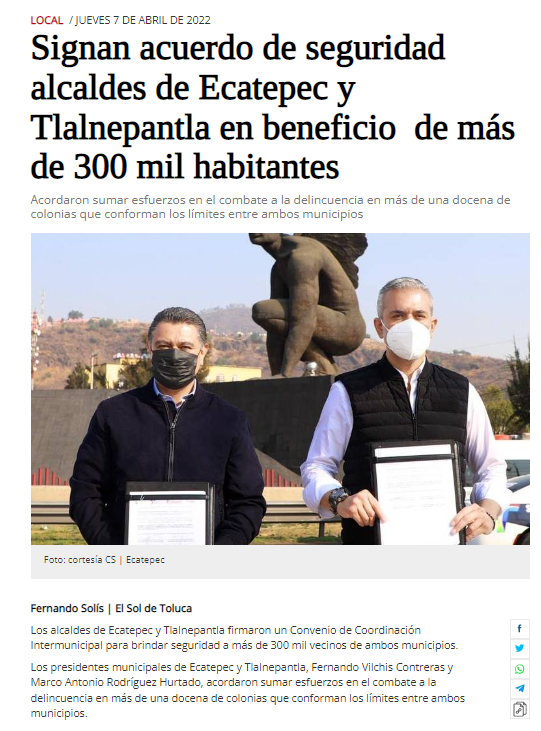 LOCAL / JUEVES 7 DE ABRIL DE 2022
Signan acuerdo de seguridad
alcaldes de Ecatepec y
Tlalnepantla en beneficio  de más
de 300 mil habitantes
Acordaron sumar esfuerzos en el combate a la delincuencia en más de una docena de
colonias que conforman los límites entre ambos municipios
Foto: cortesía CS | Ecatepec
Fernando Solís | El Sol de Toluca
Los alcaldes de Ecatepec y Tlalnepantla firmaron un Convenio de Coordinación
Intermunicipal para brindar seguridad a más de 300 mil vecinos de ambos municipios.
Los presidentes municipales de Ecatepec y Tlalnepantla, Fernando Vilchis Contreras y
Marco Antonio Rodríguez Hurtado, acordaron sumar esfuerzos en el combate a la
delincuencia en más de una docena de colonias que conforman los límites entre ambos
municipios.